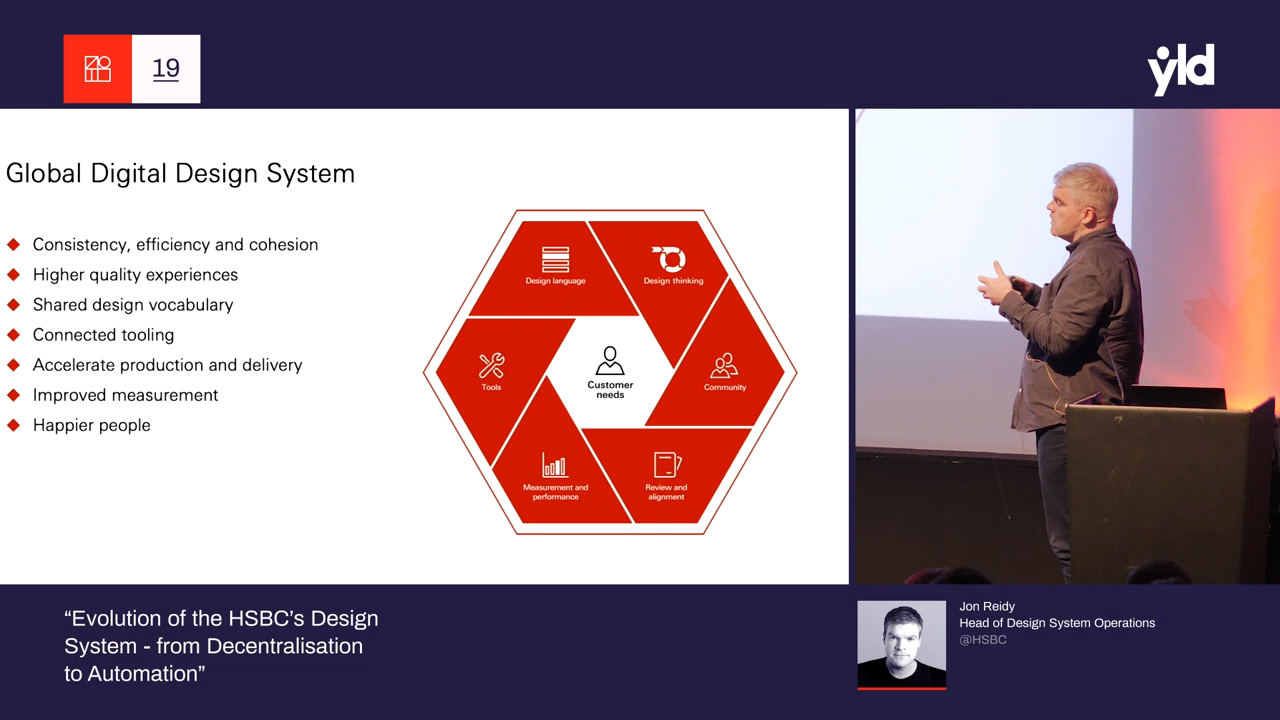 19
yld
Global Digital Design System
Consistency, efficiency and cohesion
Higher quality experiences
Shared design vocabulary
Connected tooling
Accelerate production and delivery
Improved measurement
Happier people
Design language
Design thinking
Tools
Customer
needs
Community
Measurement and
performance
Review and
alignment
“Evolution of the HSBC’s Design
System - from Decentralisation
to Automation”
Jon Reidy
Head of Design System Operations
@HSBC